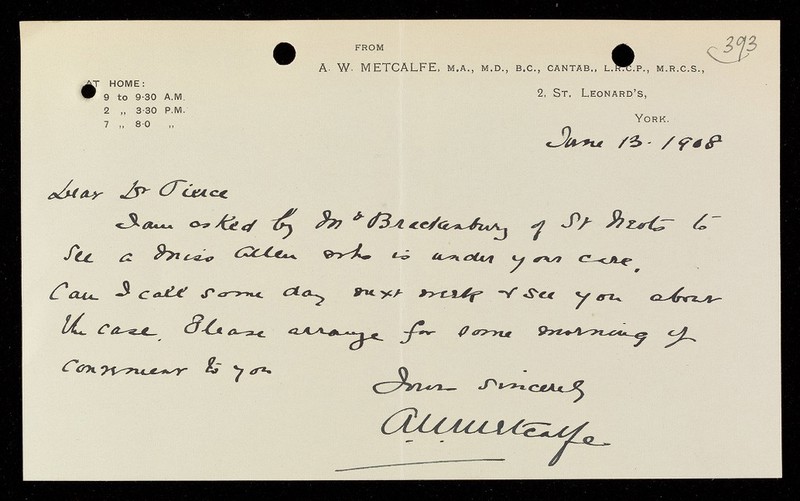 393
FROM
A. W. METCALFE, M.A., M.D., B.C., CANTAB., L.R.C.P., M.R.C.S.,
2, ST. LEONARD'S,
YORK.
AT HOME:
9 to 9-30 A.M.
2 ,, 3-30 P.M.
7 ,, 8-0 ,,
June 13. 1908
Dear Dr Pierce
I am asked by Mr Brackenbury of St Neots to
see a Miss Allen who is under your care.
Can I call some day next week & see you about
the case. Please arrange for some morning if
convenient to you
Yours sincerely
A.W. Metcalfe